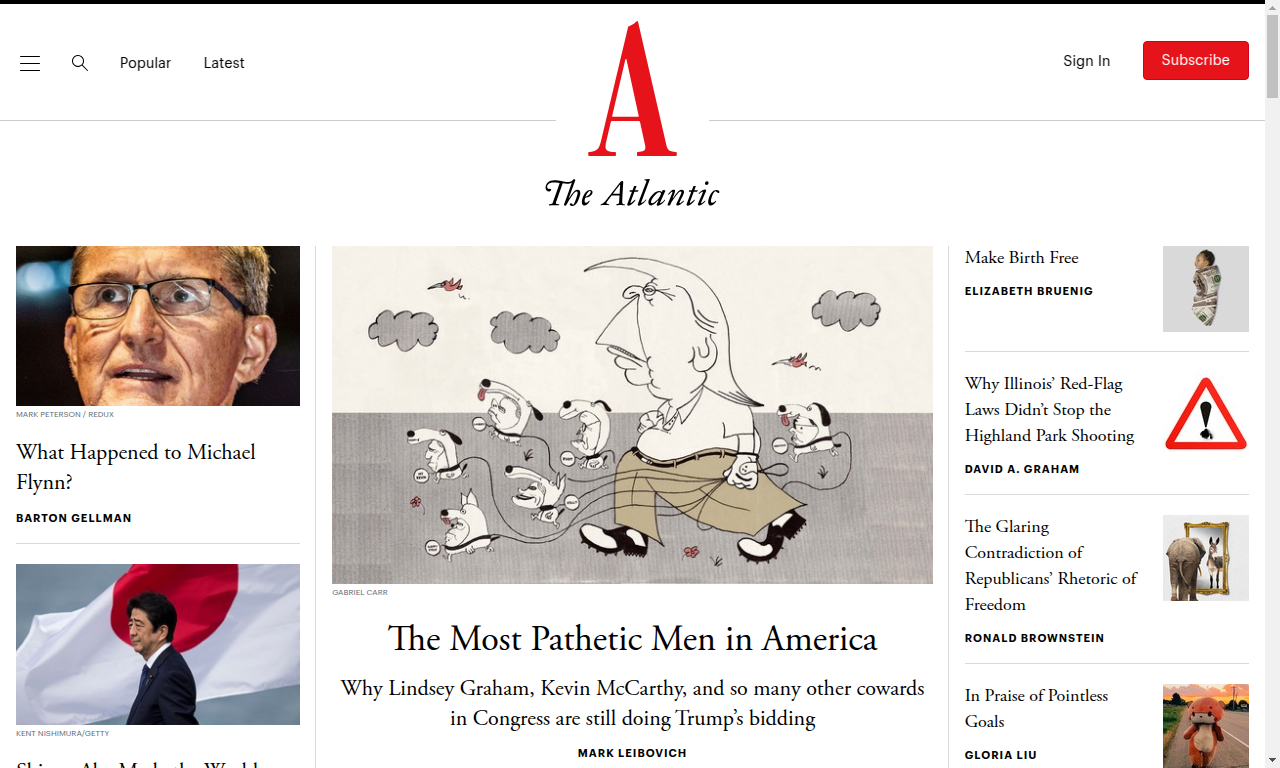 Popular
Latest
A
The Atlantic
Sign In
Subscribe
MARK PETERSON / REDUX
What Happened to Michael
Flynn?
BARTON GELLMAN
KENT NISHIMURA/GETTY
GABRIEL CARR
The Most Pathetic Men in America
Why Lindsey Graham, Kevin McCarthy, and so many other cowards
in Congress are still doing Trump’s bidding
MARK LEIBOVICH
Make Birth Free
ELIZABETH BRUENIG
Why Illinois’ Red-Flag
Laws Didn’t Stop the
Highland Park Shooting
DAVID A. GRAHAM
The Glaring
Contradiction of
Republicans’ Rhetoric of
Freedom
RONALD BROWNSTEIN
In Praise of Pointless
Goals
GLORIA LIU